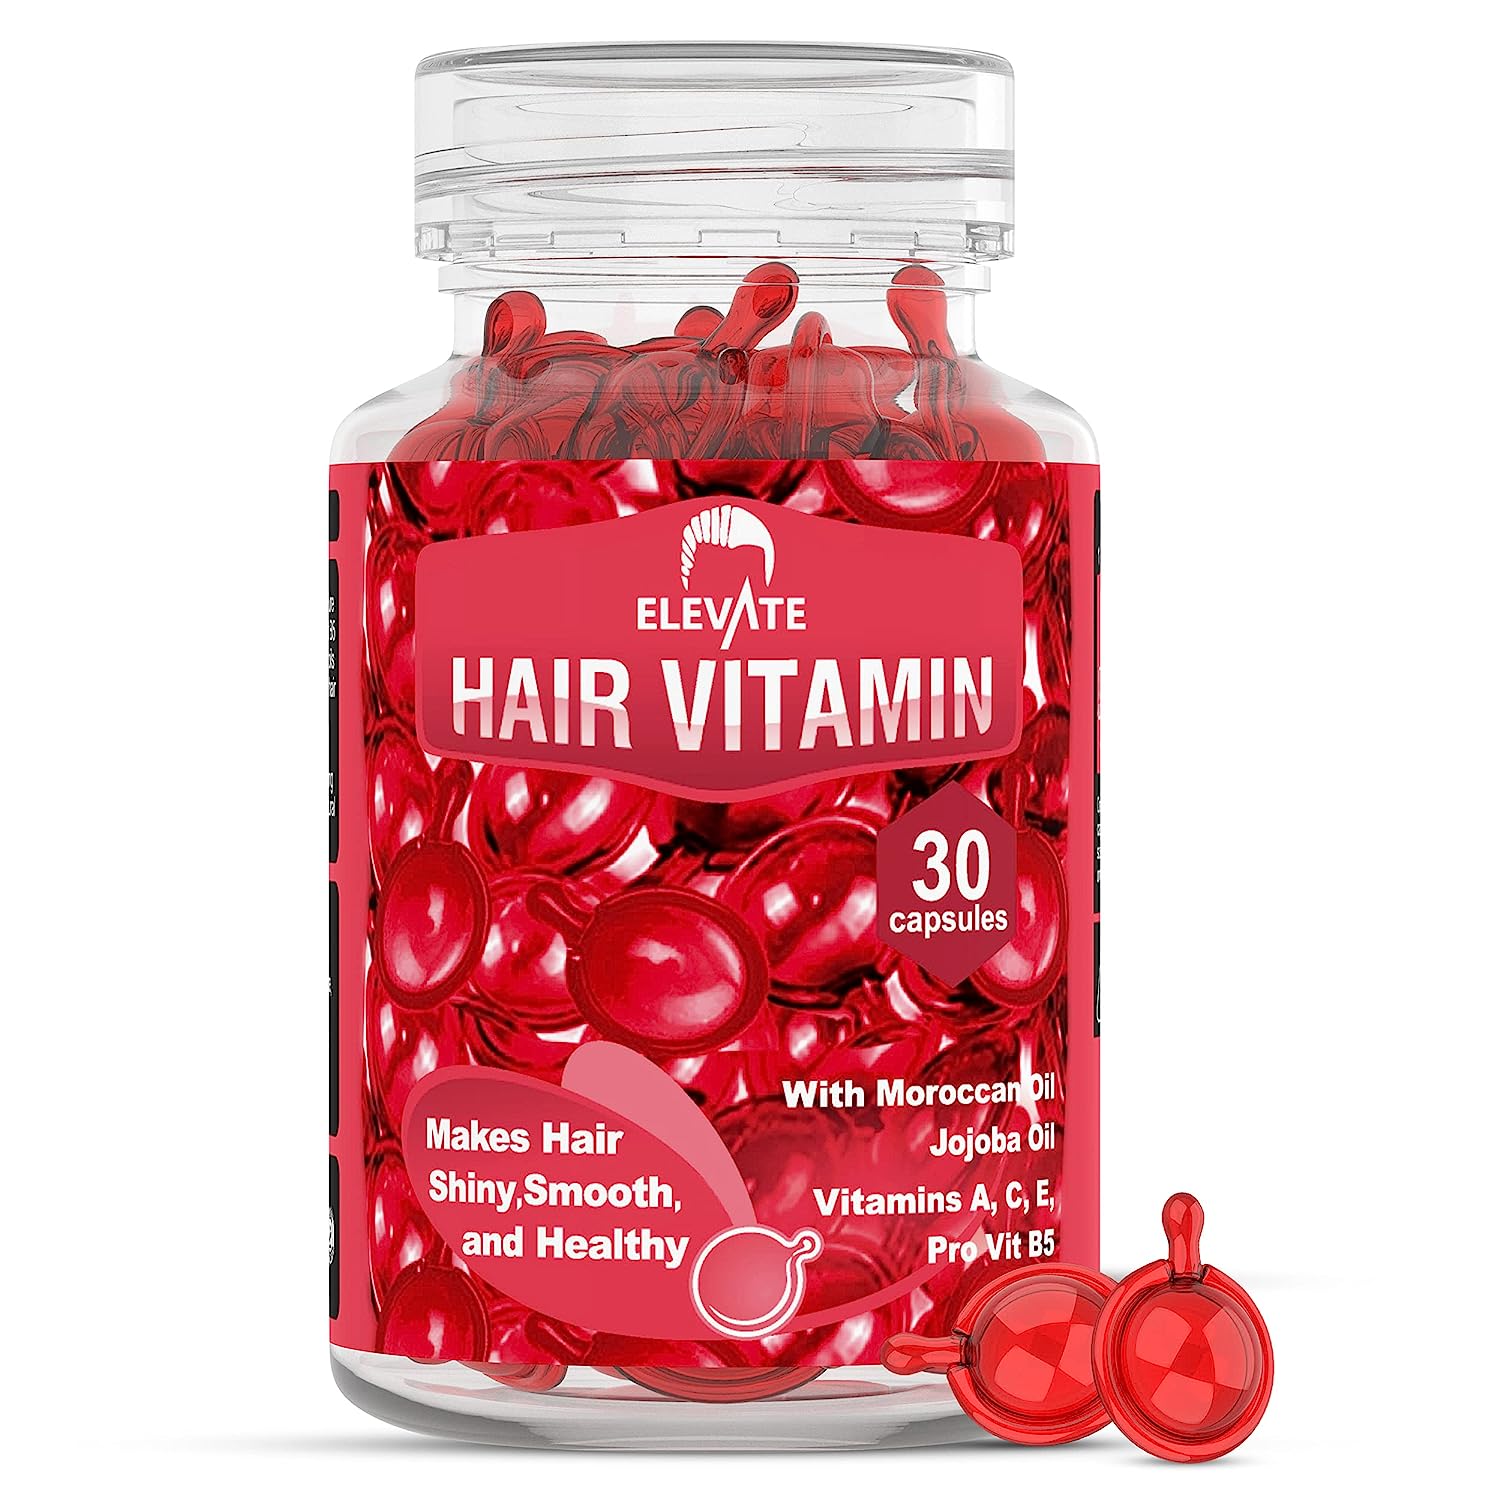 ELEVATE
HAIR VITAMIN
30
capsules
Makes Hair
Shiny,Smooth,
and Healthy
With Moroccan Oil
Jojoba Oil
Vitamins A, C, E,
Pro Vit B5